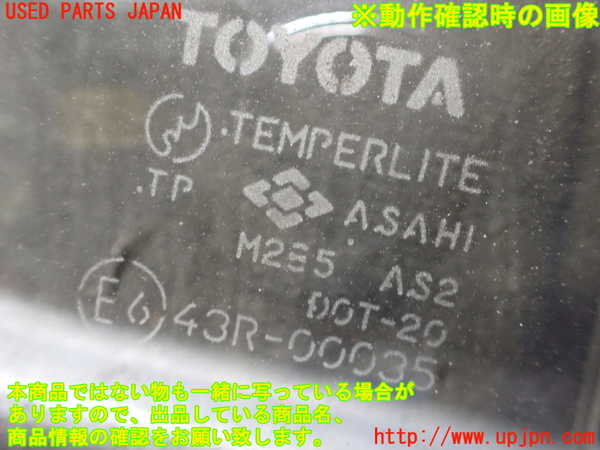 USED PARTS JAPAN
※動作確認時の画像
TOYOTA
.TEMPERLITE
.TP
ASAHI
M2E5 AS2
DOT-20
E6 43R-00035
本商品ではない物も一緒に写っている場合が
ありますので、出品している商品名、
商品情報の確認をお願い致します。
http://www.upjpn.com/